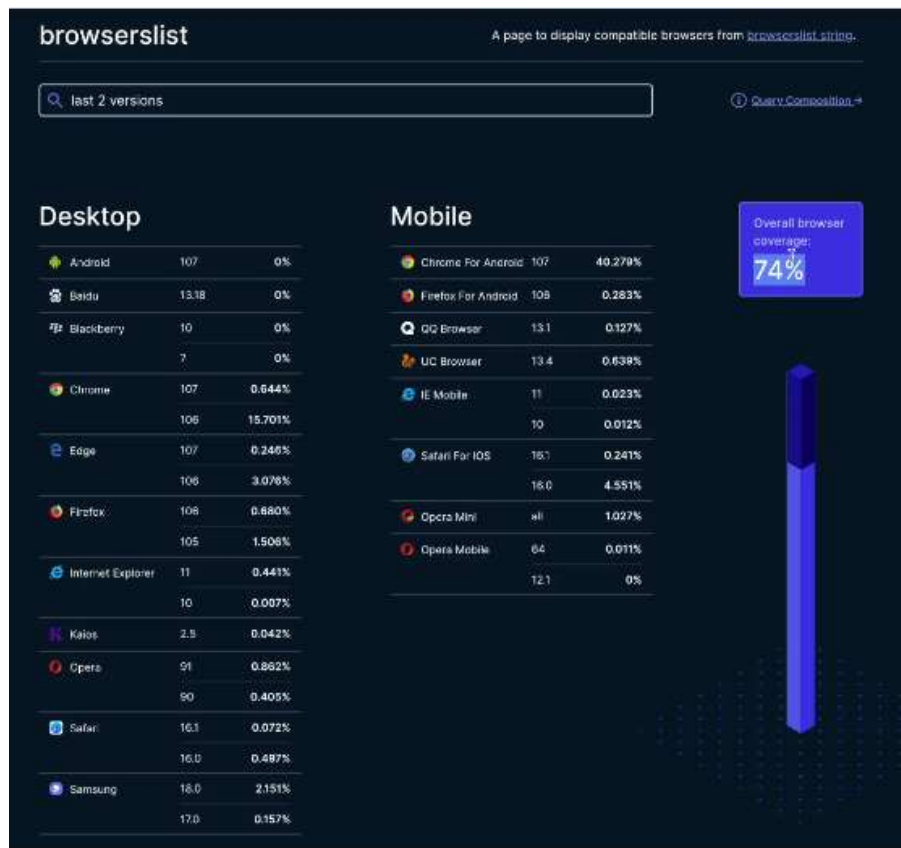 browserslist
A page to display compatible browsers from browserslist string.
last 2 versions
Query Composition →
Desktop
Android 107 0%
Baidu 13.18 0%
Blackberry 10 0%
7 0%
Chrome 107 0.644%
106 15.701%
Edge 107 0.246%
106 3.076%
Firefox 106 0.680%
105 1.506%
Internet Explorer 11 0.441%
10 0.007%
Kaios 2.5 0.042%
Opera 91 0.862%
90 0.405%
Safari 16.1 0.072%
16.0 0.497%
Samsung 18.0 2.151%
17.0 0.157%
Mobile
Chrome For Android 107 40.279%
Firefox For Android 106 0.283%
QQ Browser 13.1 0.127%
UC Browser 13.4 0.639%
IE Mobile 11 0.023%
10 0.012%
Safari For IOS 16.1 0.241%
16.0 4.551%
Opera Mini all 1.027%
Opera Mobile 64 0.011%
12.1 0%
Overall browser
coverage:
74%